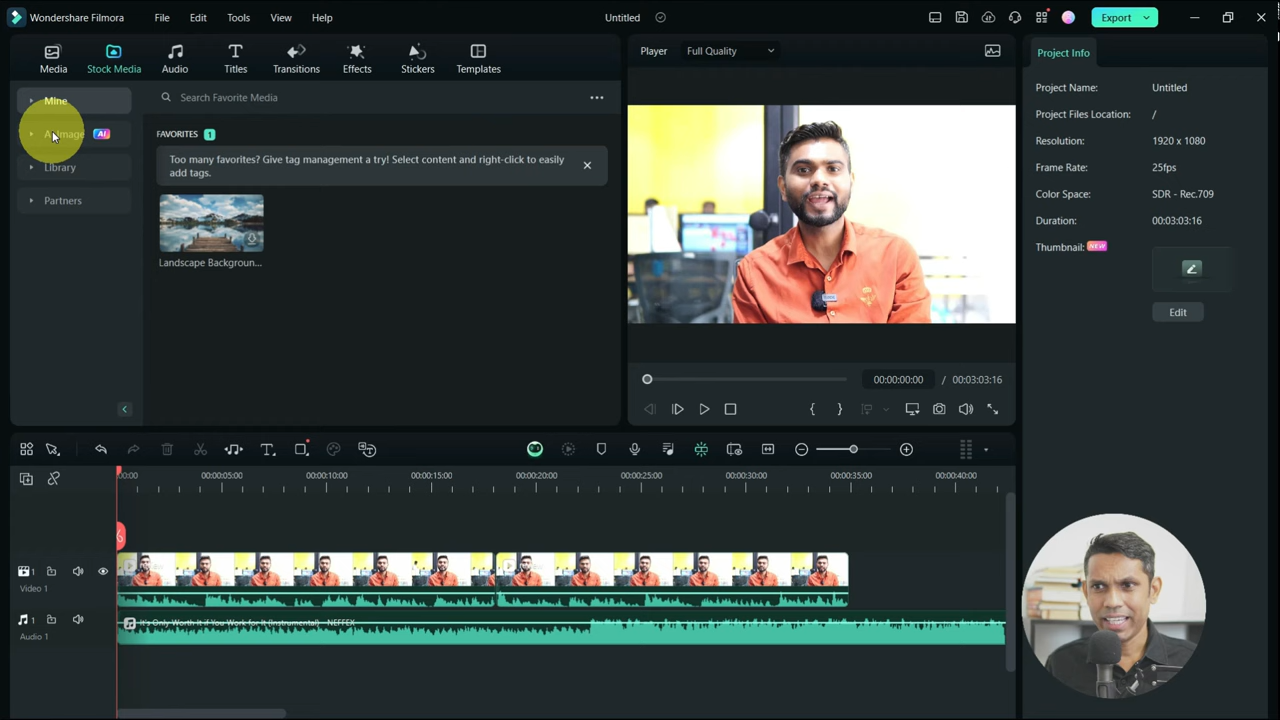 Wondershare Filmora File Edit Tools View Help Untitled Export
Media Stock Media Audio Titles Transitions Effects Stickers Templates
Mine
AI Image AI
Library
Partners
Search Favorite Media
FAVORITES 1
Too many favorites? Give tag management a try! Select content and right-click to easily
add tags.
Landscape Backgroun...
Player Full Quality
00:00:00:00 / 00:03:03:16
Project Info
Project Name: Untitled
Project Files Location: /
Resolution: 1920 x 1080
Frame Rate: 25fps
Color Space: SDR - Rec.709
Duration: 00:03:03:16
Thumbnail: NEW
Edit
:00:00 00:00:05:00 00:00:10:00 00:00:15:00 00:00:20:00 00:00:25:00 00:00:30:00 00:00:35:00 00:00:40:00
1
Video 1
1
Audio 1
It's Only Worth It if You Work for It (Instrumental) - NEFFEX